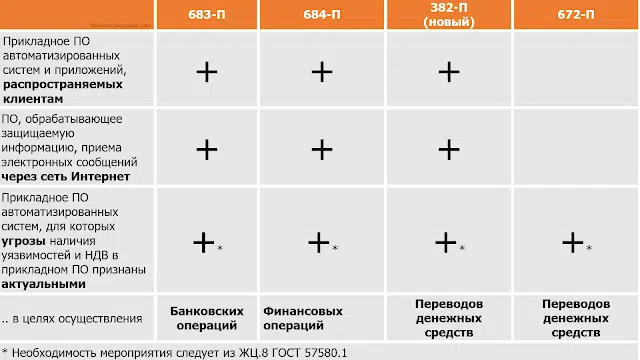 683-П 684-П 382-П 672-П
(новый)
Прикладное ПО
автоматизированных
систем и приложений,
распространяемых
клиентам
+ + +
ПО, обрабатывающее
защищаемую
информацию, приема
электронных сообщений
через сеть Интернет
+ + +
Прикладное ПО
автоматизированных
систем, для которых
угрозы наличия
уязвимостей и НДВ в
прикладном ПО признаны
актуальными
+* +* +* +*
.. в целях осуществления
Банковских
операций
Финансовых
операций
Переводов
денежных
средств
Переводов
денежных
средств
* Необходимость мероприятия следует из ЖЦ.8 ГОСТ 57580.1